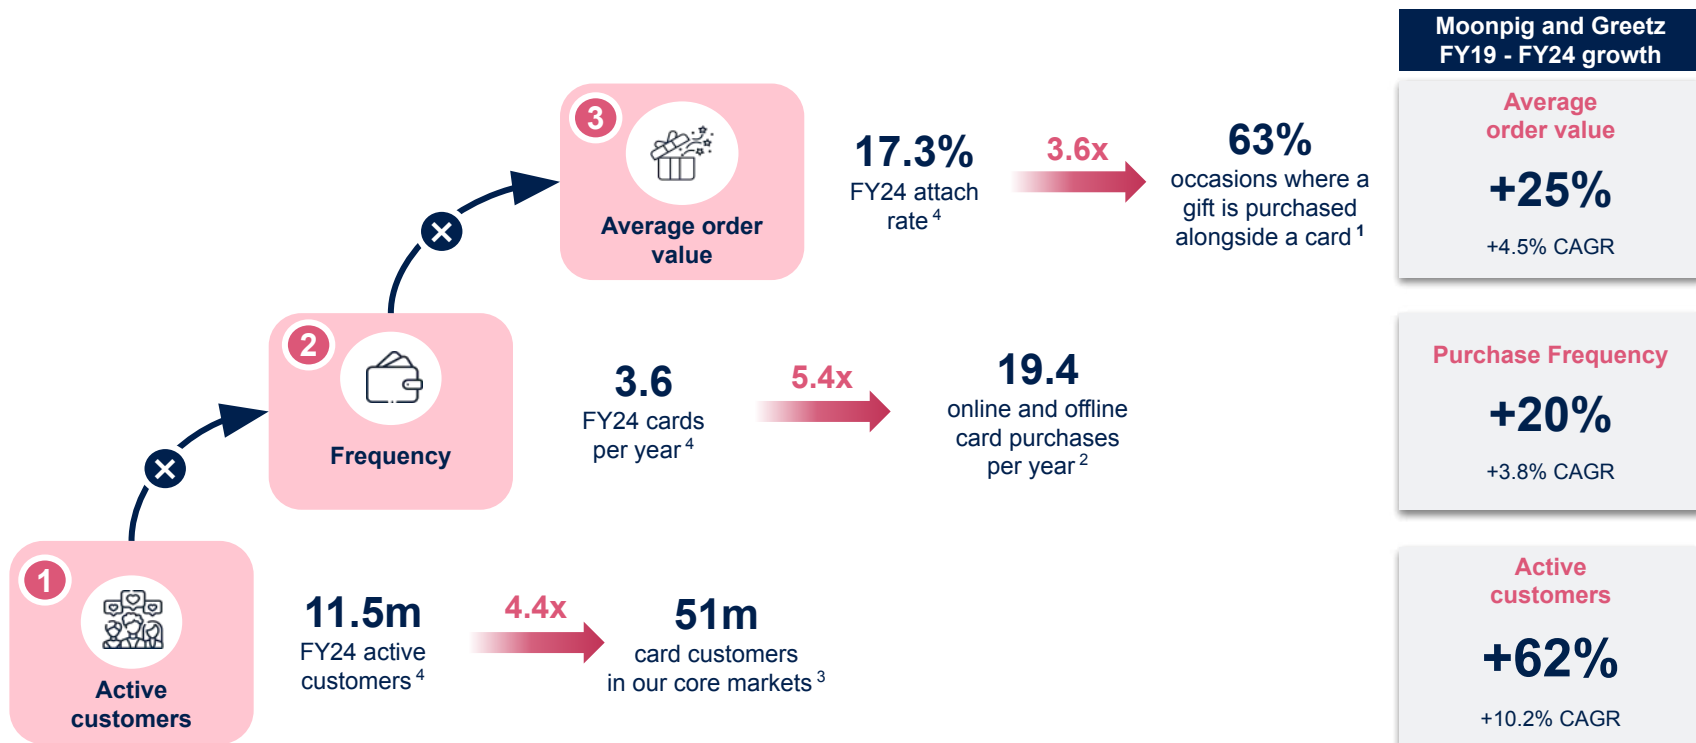 Moonpig and Greetz
FY19 - FY24 growth
3
Average order
value
17.3%
FY24 attach
rate 4
3.6x
63%
occasions where a
gift is purchased
alongside a card 1
Average
order value
+25%
+4.5% CAGR
2
Frequency
3.6
FY24 cards
per year 4
5.4x
19.4
online and offline
card purchases
per year 2
Purchase Frequency
+20%
+3.8% CAGR
1
Active
customers
11.5m
FY24 active
customers 4
4.4x
51m
card customers
in our core markets 3
Active
customers
+62%
+10.2% CAGR